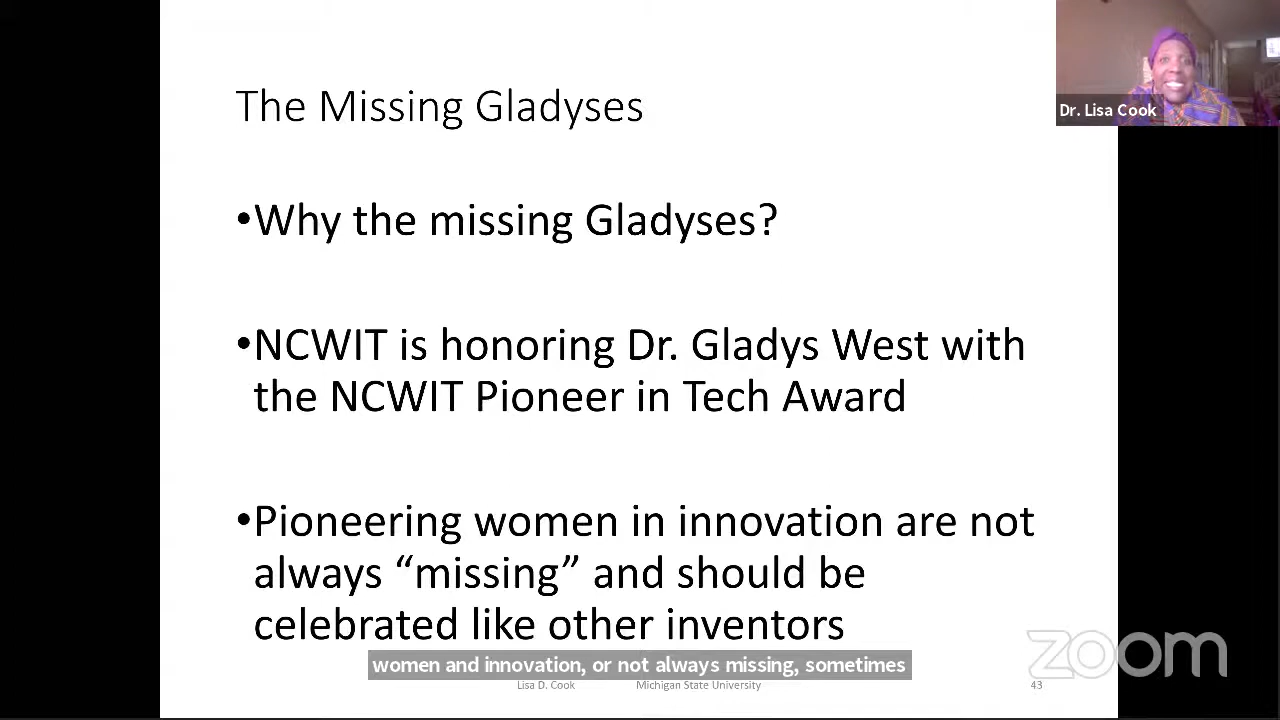 The Missing Gladyses
Dr. Lisa Cook
•Why the missing Gladyses?
•NCWIT is honoring Dr. Gladys West with
the NCWIT Pioneer in Tech Award
•Pioneering women in innovation are not
always “missing” and should be
celebrated like other inventors
women and innovation, or not always missing, sometimes
Lisa D. Cook Michigan State University 43
zoom